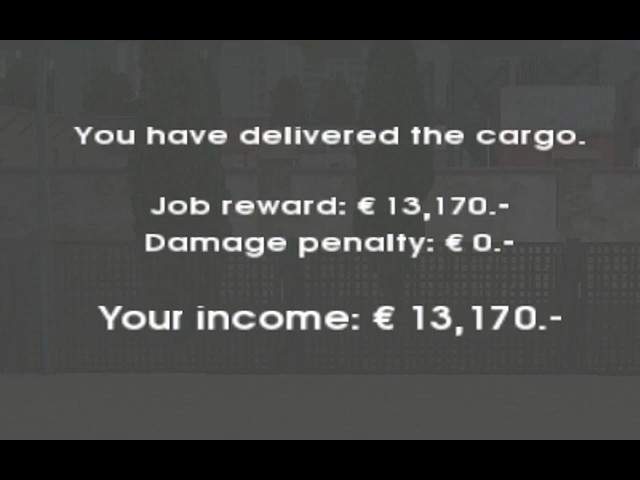 You have delivered the cargo.
Job reward: € 13,170.-
Damage penalty: € 0.-
Your income: € 13,170.-